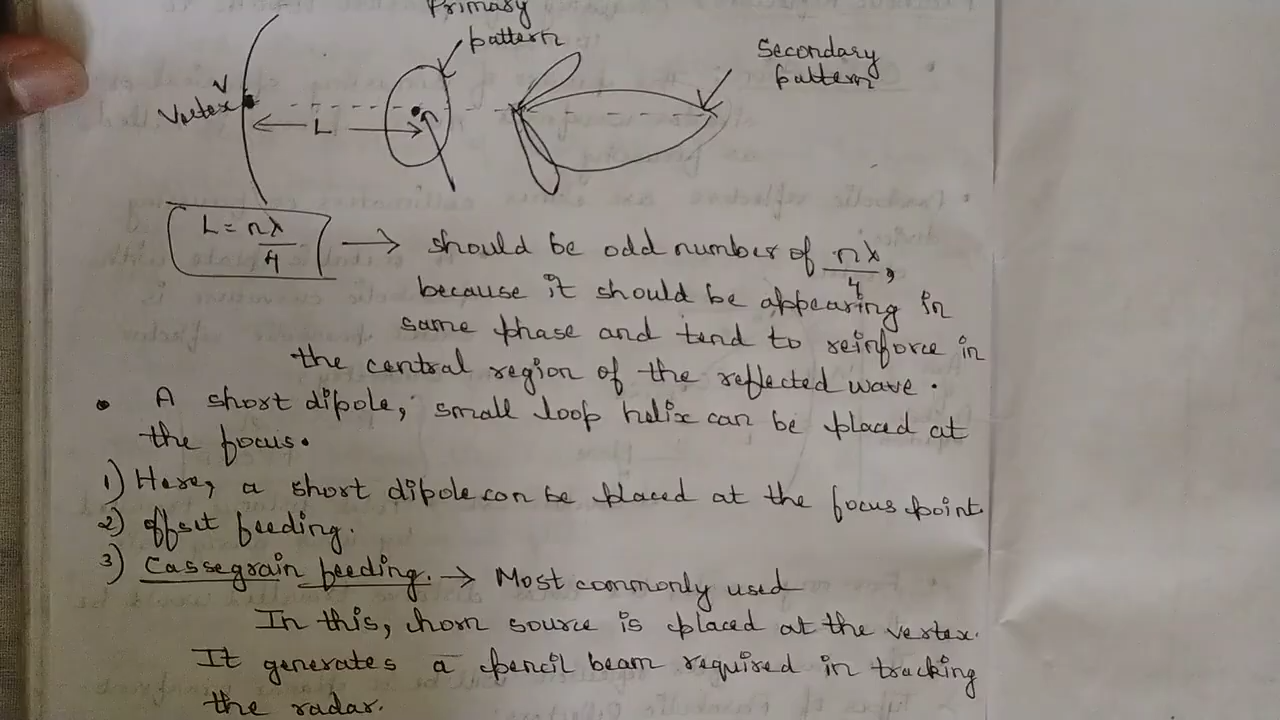 Primary
pattern
Secondary
pattern
V
Vertex
L
L = nλ/4 → should be odd number of nλ/4,
because it should be appearing in
same phase and tend to reinforce in
the central region of the reflected wave.
• A short dipole, small loop helix can be placed at
the focus.
1) Here, a short dipole can be placed at the focus point.
2) offset feeding.
3) Cassegrain feeding. → Most commonly used
In this, horn source is placed at the vertex.
It generates a pencil beam required in tracking
the radar.